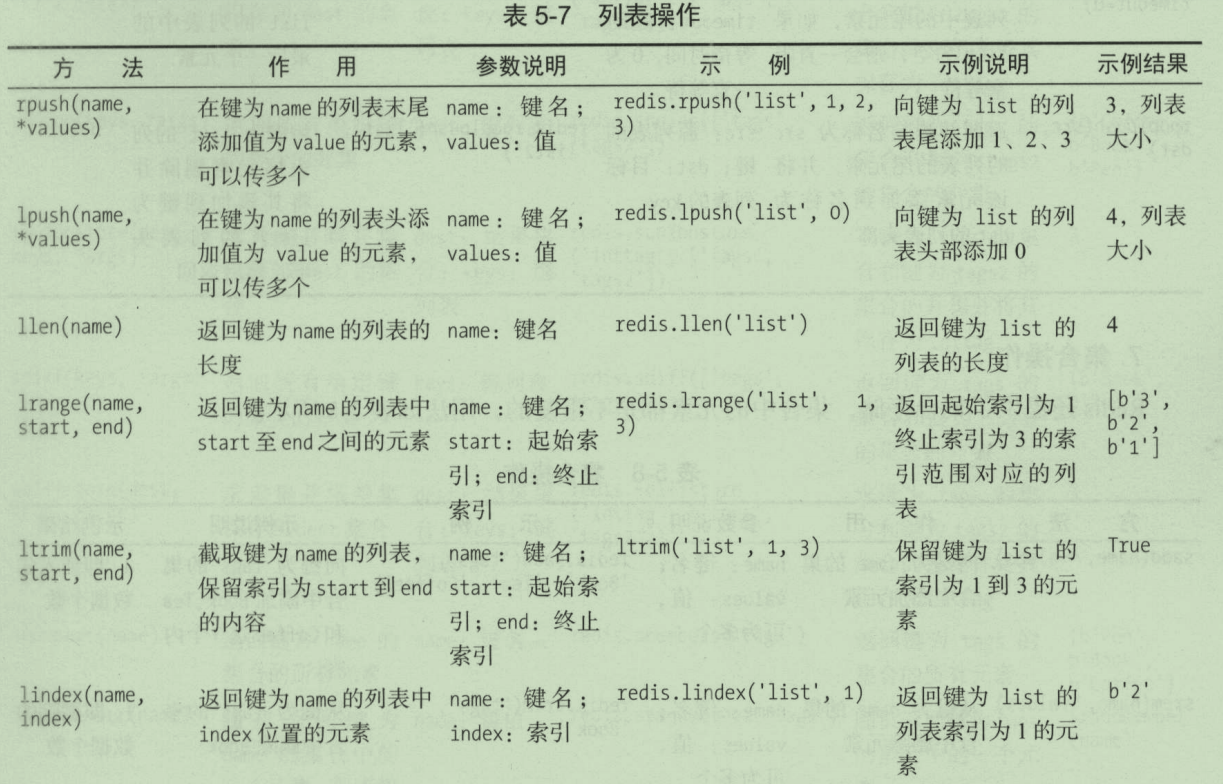 表 5-7 列表操作
方 法 作 用 参数说明 示 例 示例说明 示例结果
rpush(name, 在键为 name 的列表末尾 name：键名； redis.rpush('list', 1, 2, 向键为 list 的列 3，列表
*values) 添加值为 value 的元素， values：值 3) 表尾添加 1、2、3 大小
可以传多个
lpush(name, 在键为 name 的列表头添 name：键名； redis.lpush('list', 0) 向键为 list 的列 4，列表
*values) 加值为 value 的元素， values：值 表头部添加 0 大小
可以传多个
llen(name) 返回键为 name 的列表的 name：键名 redis.llen('list') 返回键为 list 的 4
长度 列表的长度
lrange(name, 返回键为 name 的列表中 name：键名； redis.lrange('list', 1, 返回起始索引为 1 [b'3',
start, end) start 至 end 之间的元素 start：起始索 3) 终止索引为 3 的索 b'2',
引；end：终止 引范围对应的列 b'1']
索引 表
ltrim(name, 截取键为 name 的列表， name：键名； ltrim('list', 1, 3) 保留键为 list 的 True
start, end) 保留索引为 start 到 end start：起始索 索引为 1 到 3 的元
的内容 引；end：终止 素
索引
lindex(name, 返回键为 name 的列表中 name：键名； redis.lindex('list', 1) 返回键为 list 的 b'2'
index) index 位置的元素 index：索引 列表索引为 1 的元
素